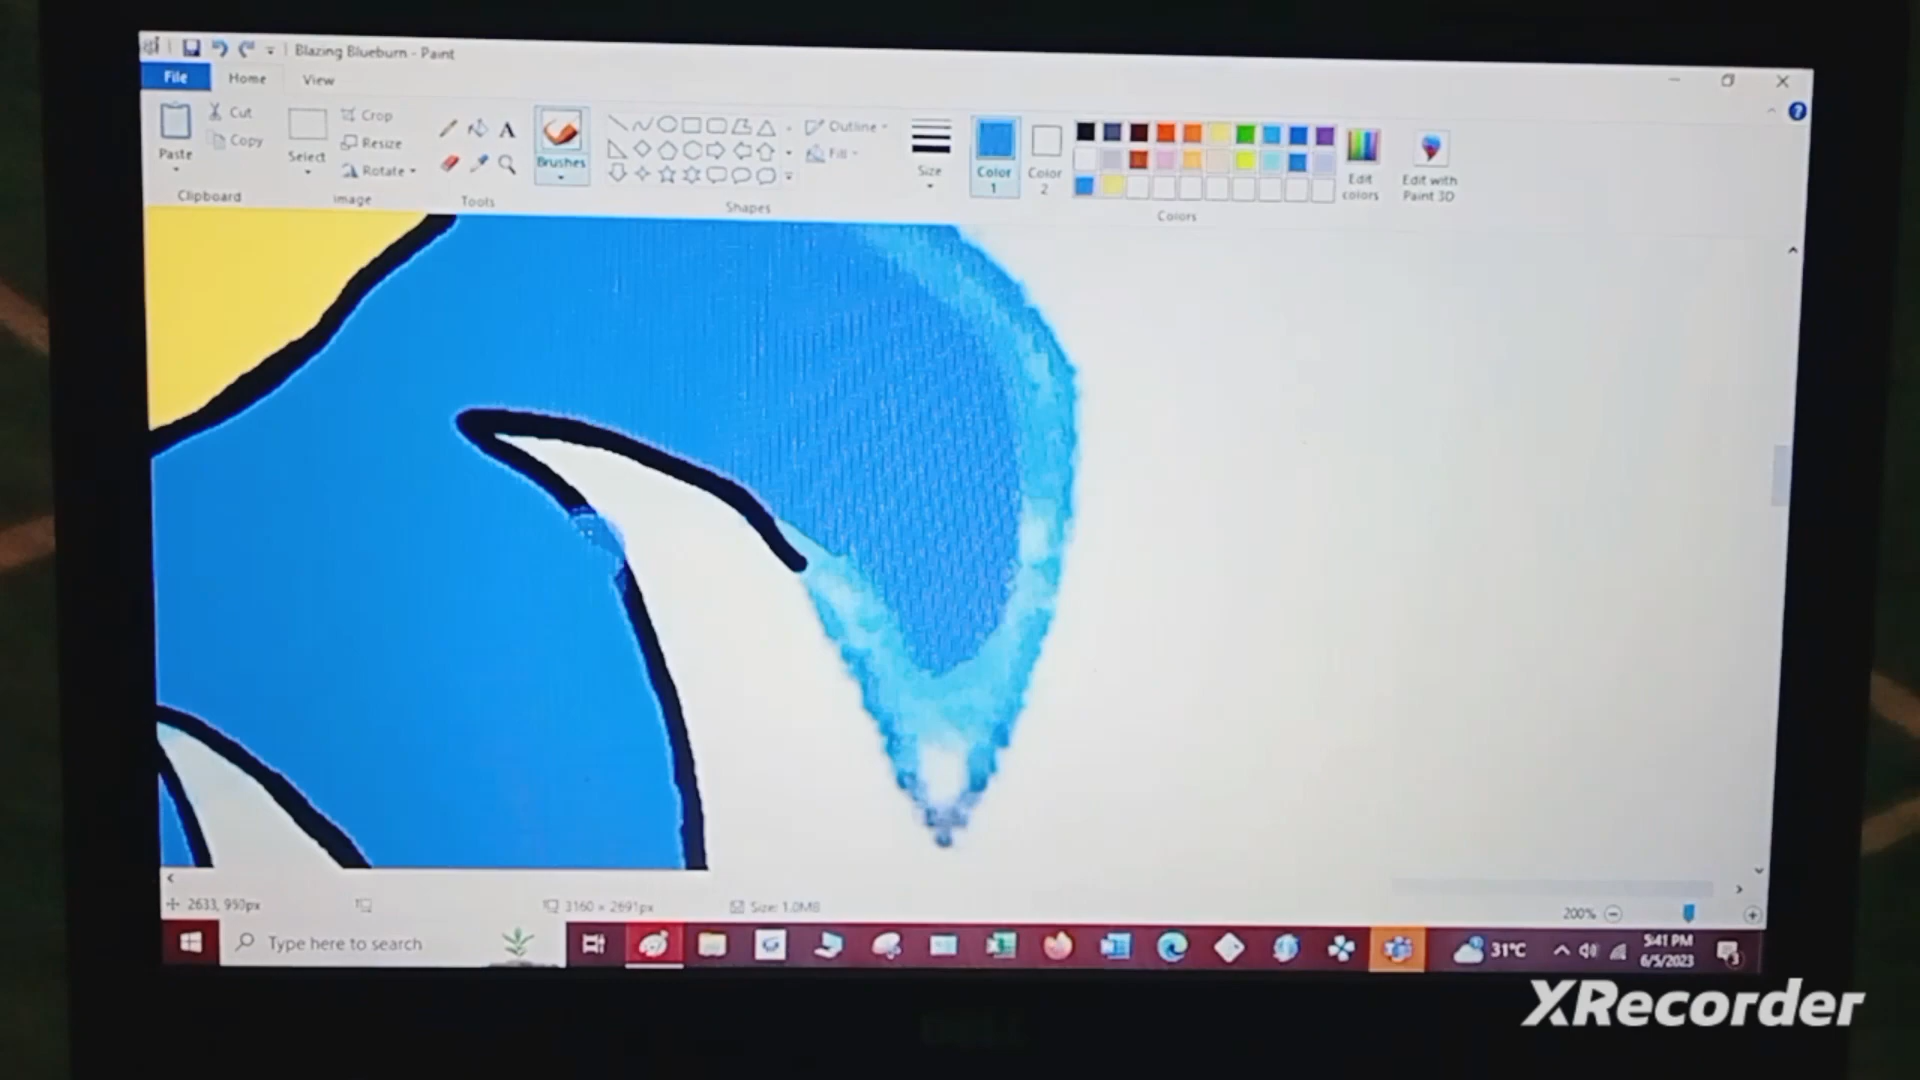 Blazing Blueburn - Paint
File Home View
Paste
Cut
Copy
Clipboard
Select
Crop
Resize
Rotate
Image
Tools
Brushes
Shapes
Outline
Fill
Size
Color 1
Color 2
Colors
Edit colors
Edit with Paint 3D
3160 × 2691px
Size: 1.0MB
200%
Type here to search
31°C
5:41 PM
6/5/2023
XRecorder